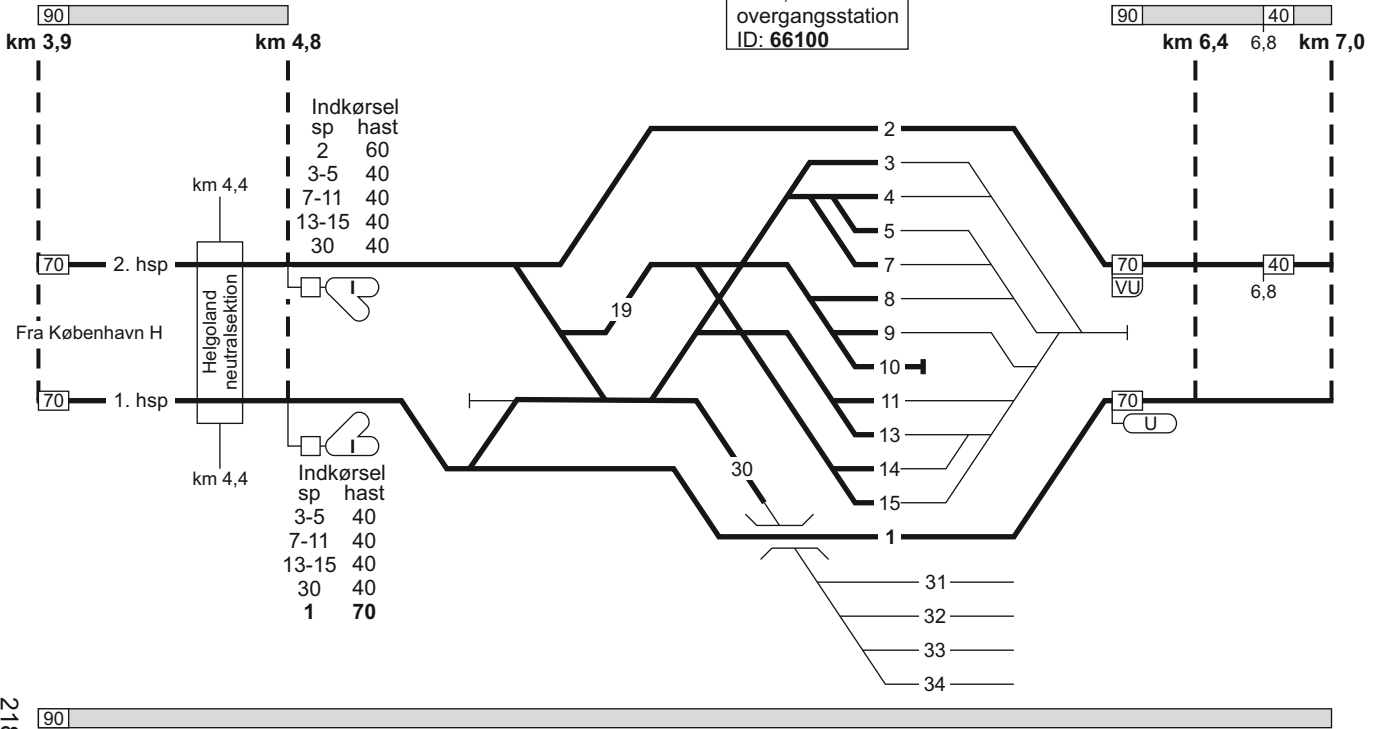 90
90
40
km 3,9
km 4,8
overgangsstation
ID: 66100
km 6,4
6,8
km 7,0
Indkørsel
sp hast
2 60
3-5 40
7-11 40
13-15 40
30 40
km 4,4
70
2. hsp
Helgoland
neutralsektion
I
Fra København H
70
1. hsp
km 4,4
I
Indkørsel
sp hast
3-5 40
7-11 40
13-15 40
30 40
1 70
19
30
2
3
4
5
7
8
9
10
11
13
14
15
1
31
32
33
34
70
VU
40
6,8
70
U
90